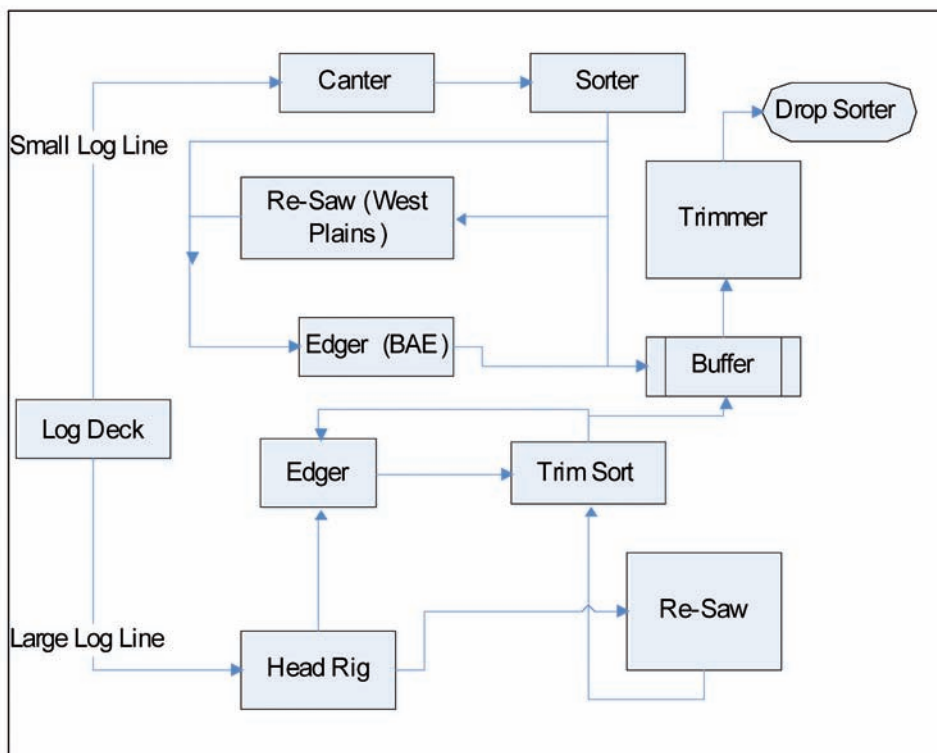 Canter
Sorter
Drop Sorter
Small Log Line
Re-Saw (West
Plains)
Trimmer
Edger (BAE)
Buffer
Log Deck
Edger
Trim Sort
Re-Saw
Large Log Line
Head Rig